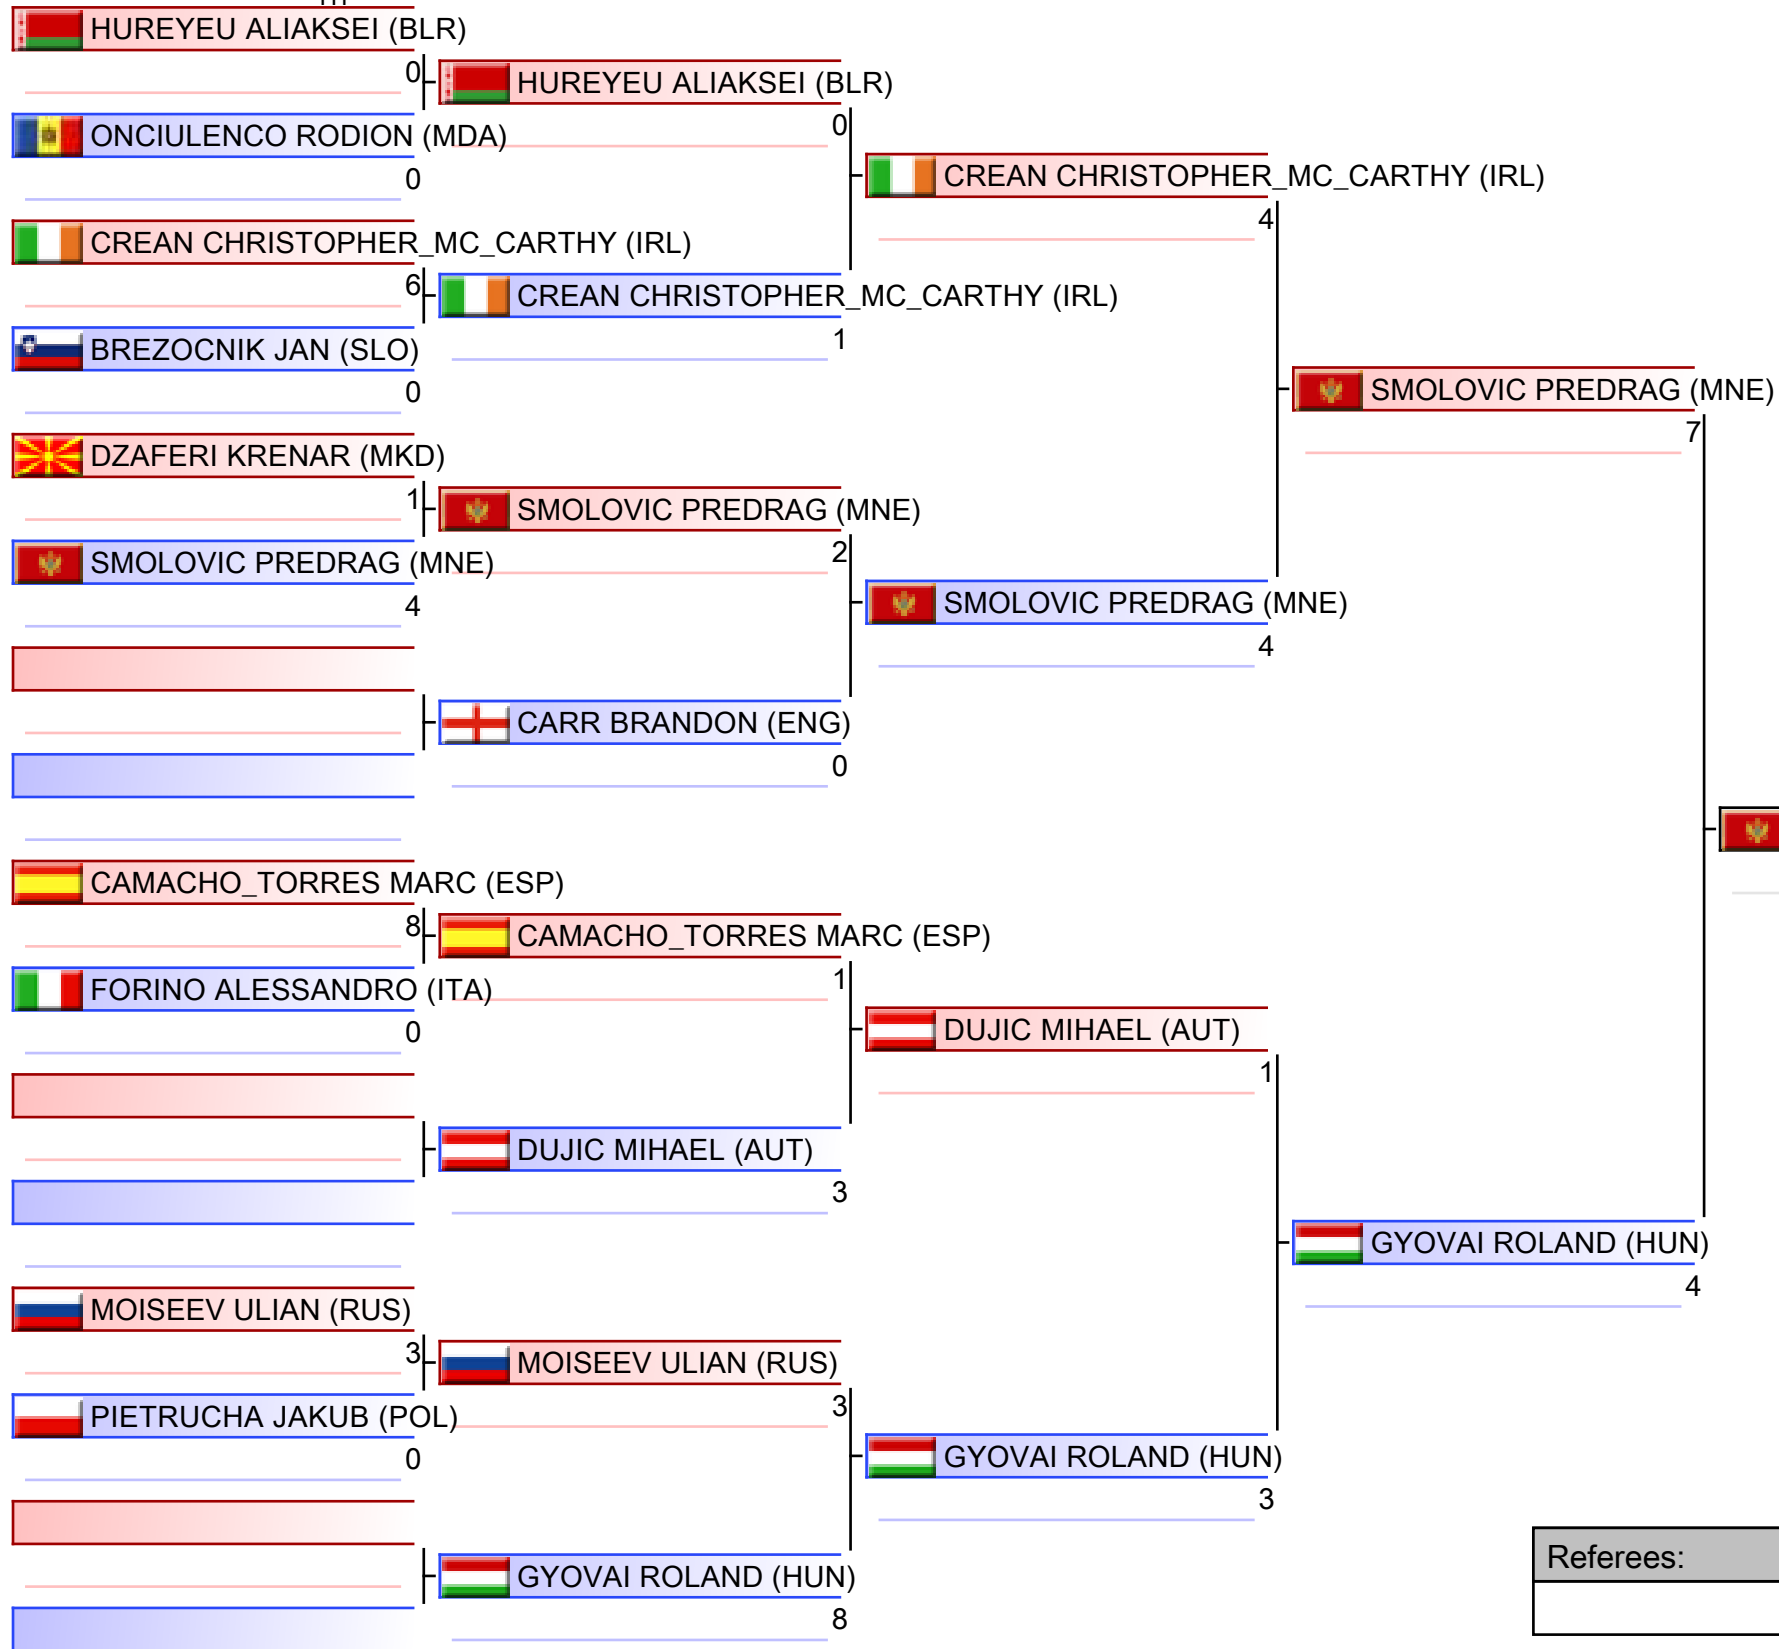 HUREYEU ALIAKSEI (BLR)
0
HUREYEU ALIAKSEI (BLR)
0
ONCIULENCO RODION (MDA)
0
CREAN CHRISTOPHER_MC_CARTHY (IRL)
4
CREAN CHRISTOPHER_MC_CARTHY (IRL)
6
CREAN CHRISTOPHER_MC_CARTHY (IRL)
1
BREZOCNIK JAN (SLO)
0
SMOLOVIC PREDRAG (MNE)
7
DZAFERI KRENAR (MKD)
1
SMOLOVIC PREDRAG (MNE)
2
SMOLOVIC PREDRAG (MNE)
4
SMOLOVIC PREDRAG (MNE)
4
CARR BRANDON (ENG)
0
CAMACHO_TORRES MARC (ESP)
8
CAMACHO_TORRES MARC (ESP)
1
FORINO ALESSANDRO (ITA)
0
DUJIC MIHAEL (AUT)
1
DUJIC MIHAEL (AUT)
3
GYOVAI ROLAND (HUN)
4
MOISEEV ULIAN (RUS)
3
MOISEEV ULIAN (RUS)
3
PIETRUCHA JAKUB (POL)
0
GYOVAI ROLAND (HUN)
3
GYOVAI ROLAND (HUN)
8
Referees: